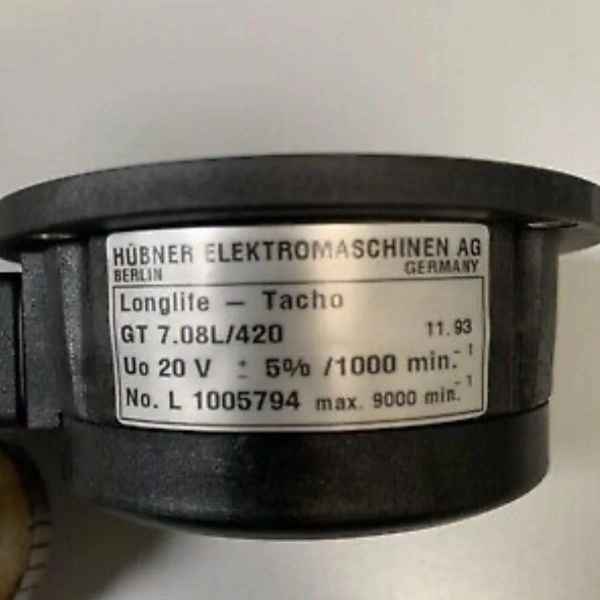 HÜBNER ELEKTROMASCHINEN AG
BERLIN GERMANY
Longlife - Tacho
GT 7.08L/420 11.93
Uo 20 V ± 5% /1000 min.⁻¹
No. L 1005794 max. 9000 min.⁻¹